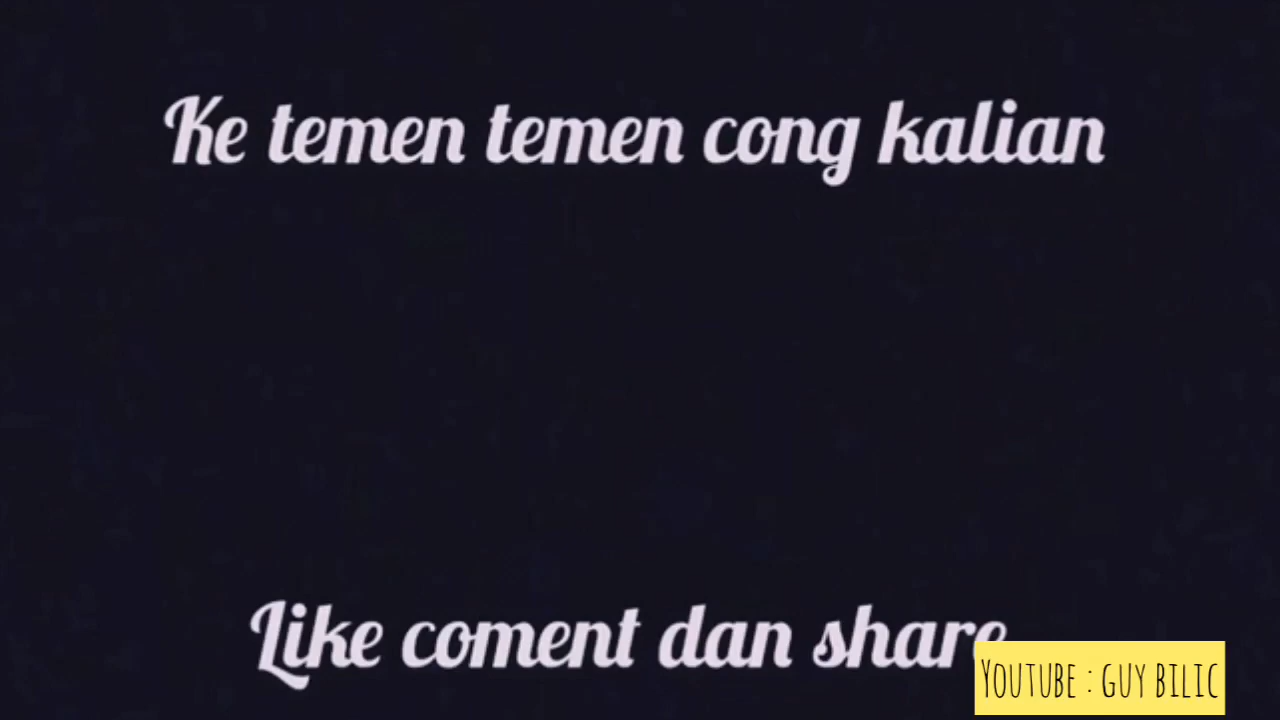 Ke temen temen cong kalian
Like coment dan share
YOUTUBE : GUY BILIC